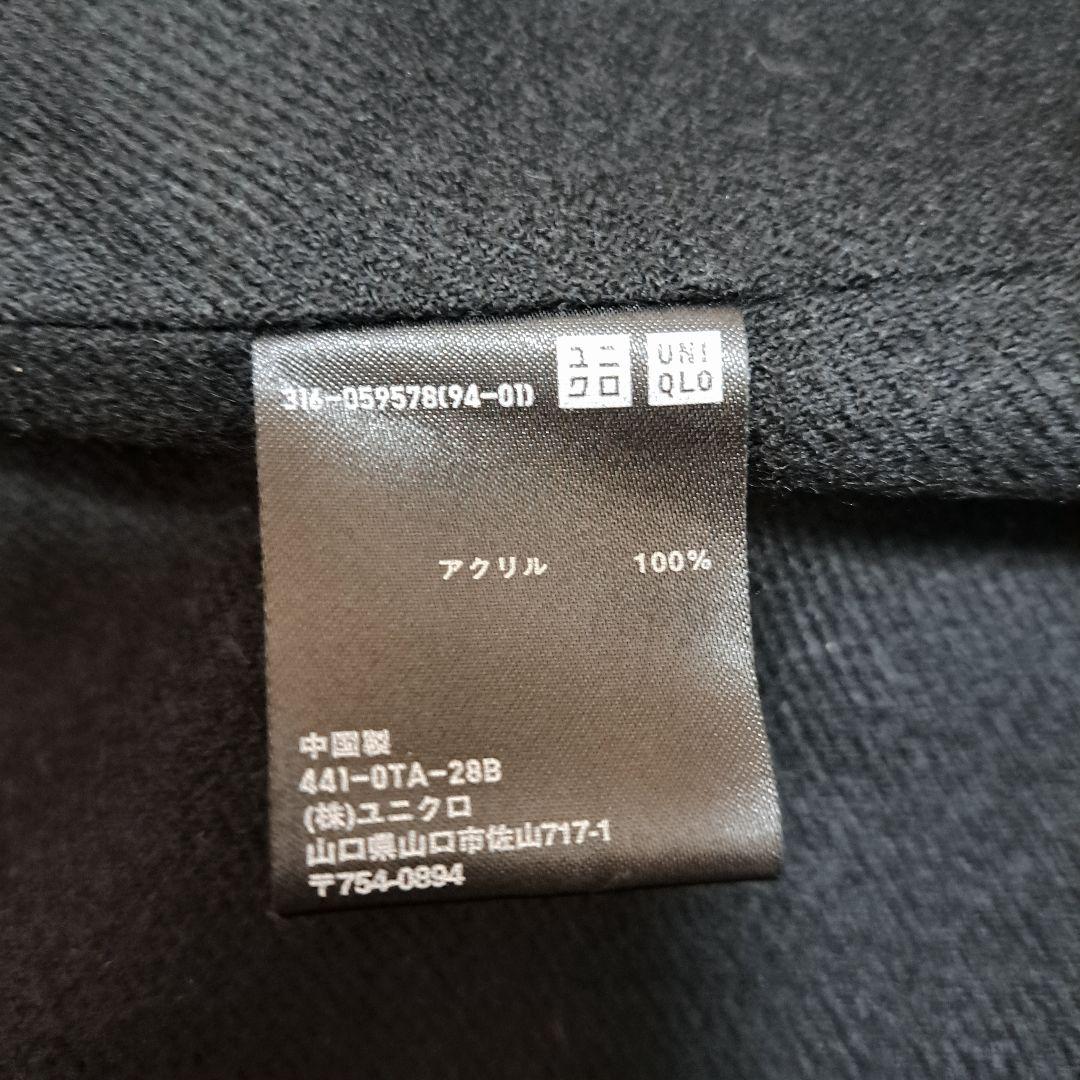 316-059578(94-01)
ユニ
クロ
UNI
QLO
アクリル 100%
中国製
441-0TA-28B
(株)ユニクロ
山口県山口市佐山717-1
〒754-0894